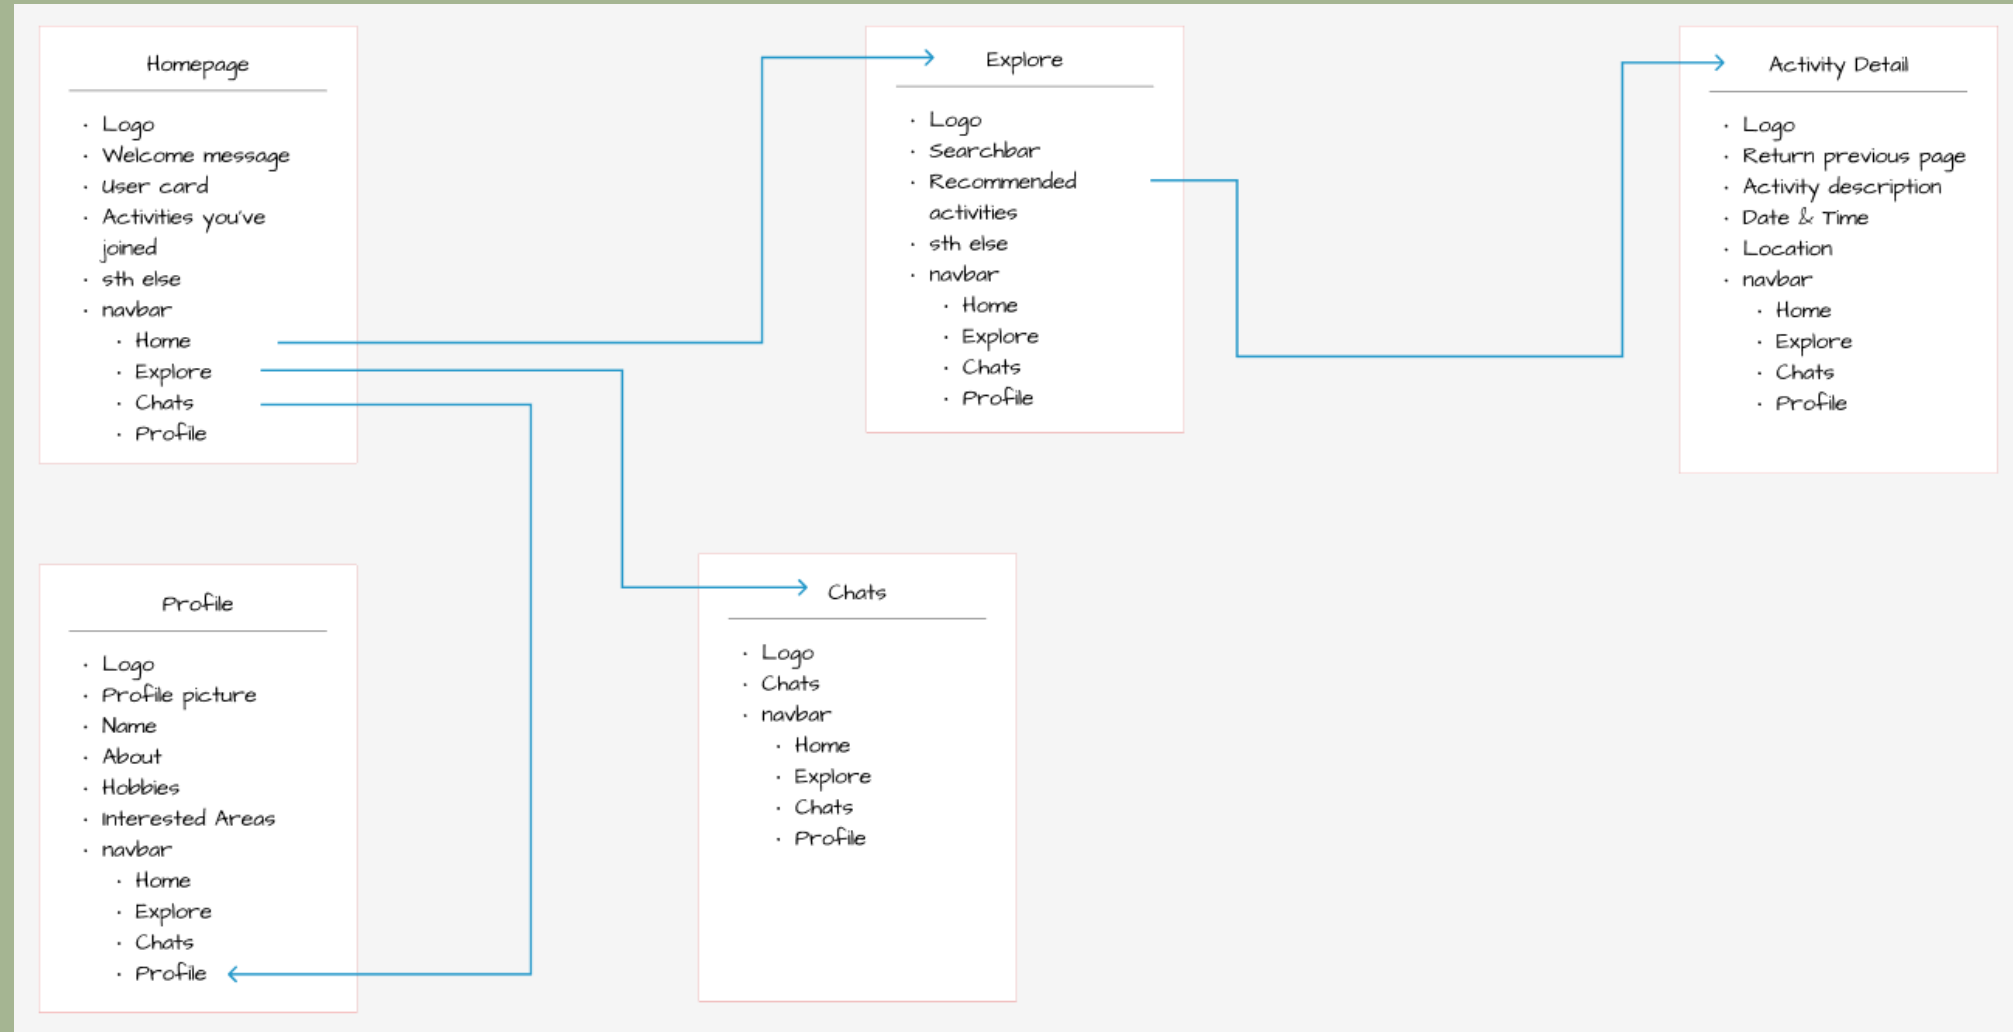 Homepage
· Logo
· Welcome message
· User card
· Activities you've
joined
· sth else
· navbar
· Home
· Explore
· Chats
· Profile
Explore
· Logo
· Searchbar
· Recommended
activities
· sth else
· navbar
· Home
· Explore
· Chats
· Profile
Activity Detail
· Logo
· Return previous page
· Activity description
· Date & Time
· Location
· navbar
· Home
· Explore
· Chats
· Profile
Profile
· Logo
· Profile picture
· Name
· About
· Hobbies
· Interested Areas
· navbar
· Home
· Explore
· Chats
· Profile
Chats
· Logo
· Chats
· navbar
· Home
· Explore
· Chats
· Profile